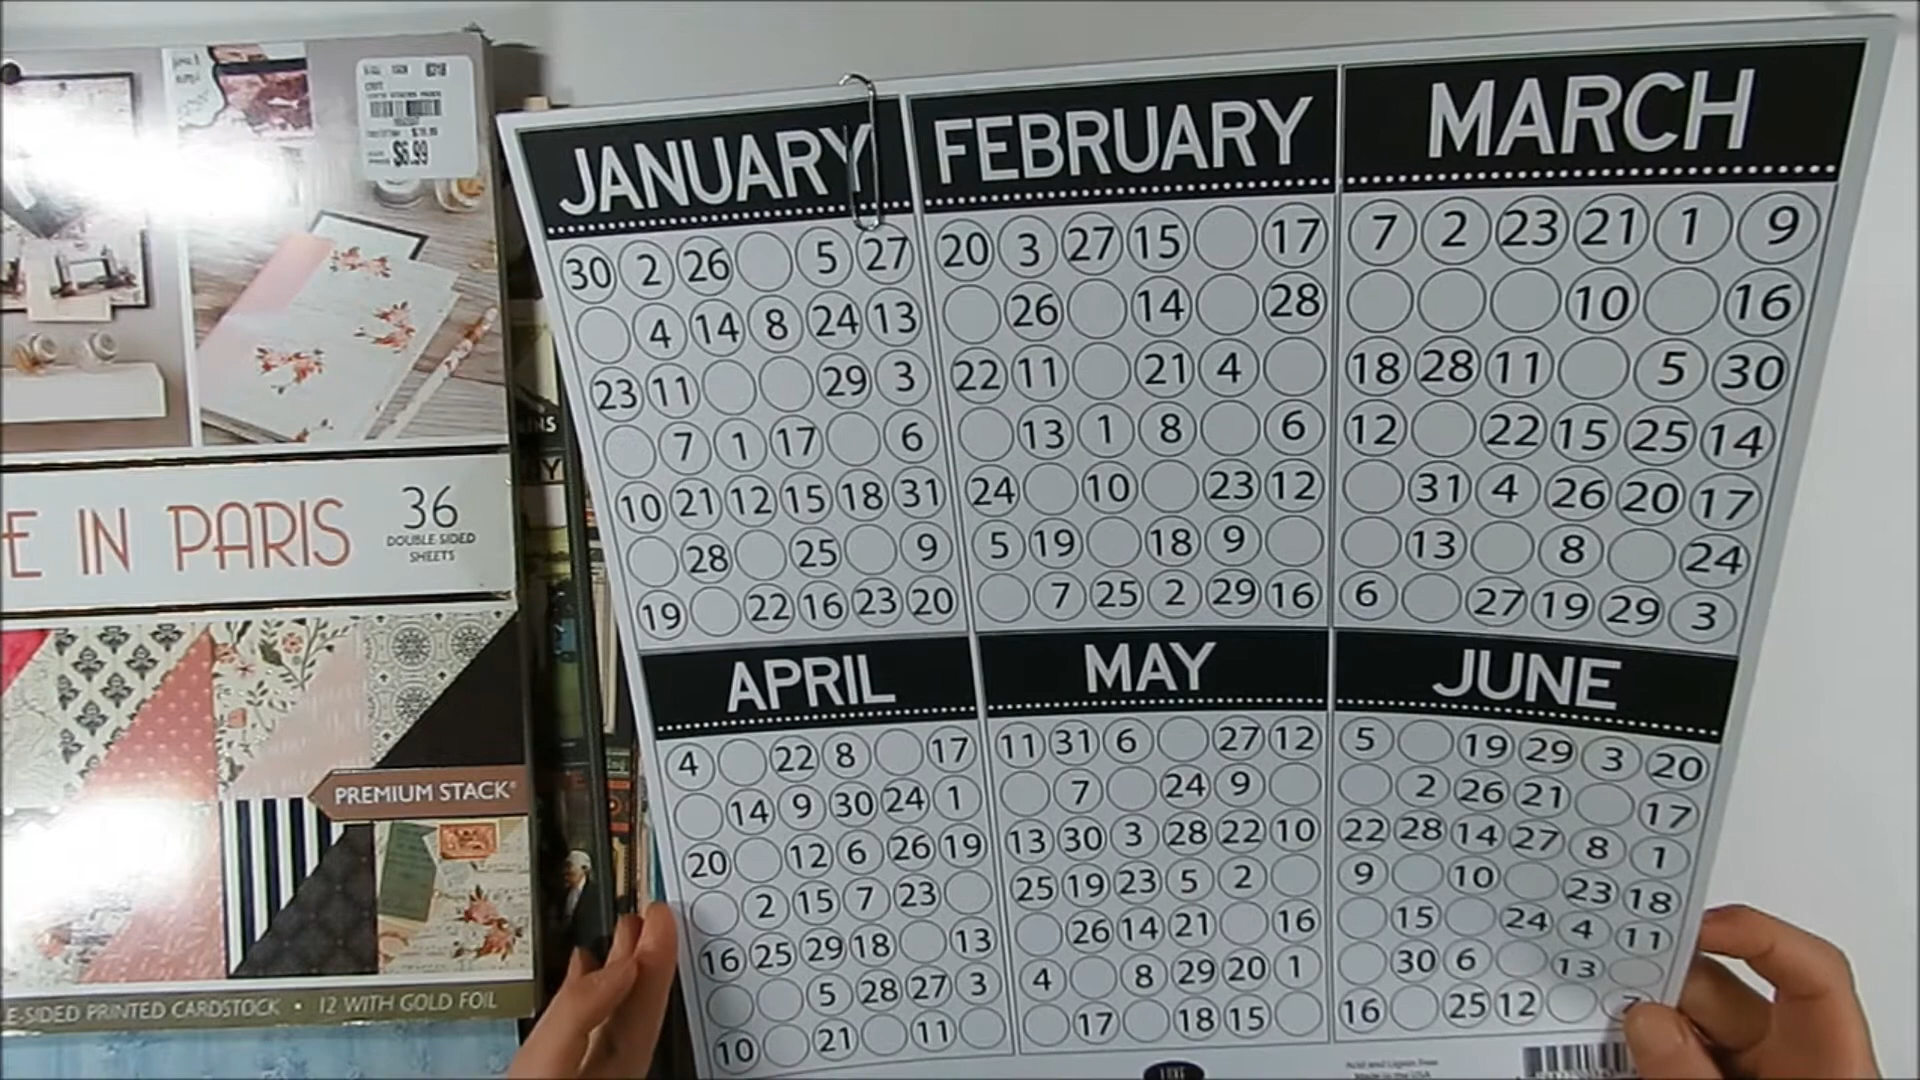 $6.99
E IN PARIS
36
DOUBLE SIDED
SHEETS
PREMIUM STACK
E-SIDED PRINTED CARDSTOCK • 12 WITH GOLD FOIL
JANUARY
30 2 26 5 27
4 14 8 24 13
23 11 29 3
7 1 17 6
10 21 12 15 18 31
28 25 9
19 22 16 23 20
FEBRUARY
20 3 27 15 17
26 14 28
22 11 21 4
13 1 8 6
24 10 23 12
5 19 18 9
7 25 2 29 16
MARCH
7 2 23 21 1 9
10 16
18 28 11 5 30
12 22 15 25 14
31 4 26 20 17
13 8 24
6 27 19 29 3
APRIL
4 22 8 17
14 9 30 24 1
20 12 6 26 19
2 15 7 23
16 25 29 18 13
5 28 27 3
10 21 11
MAY
11 31 6 27 12
7 24 9
13 30 3 28 22 10
25 19 23 5 2
26 14 21 16
4 8 29 20 1
17 18 15
JUNE
5 19 29 3 20
2 26 21 17
22 28 14 27 8 1
9 10 23 18
15 24 4 11
30 6 13
16 25 12 7
Acid and Lignin Free
Made in the USA